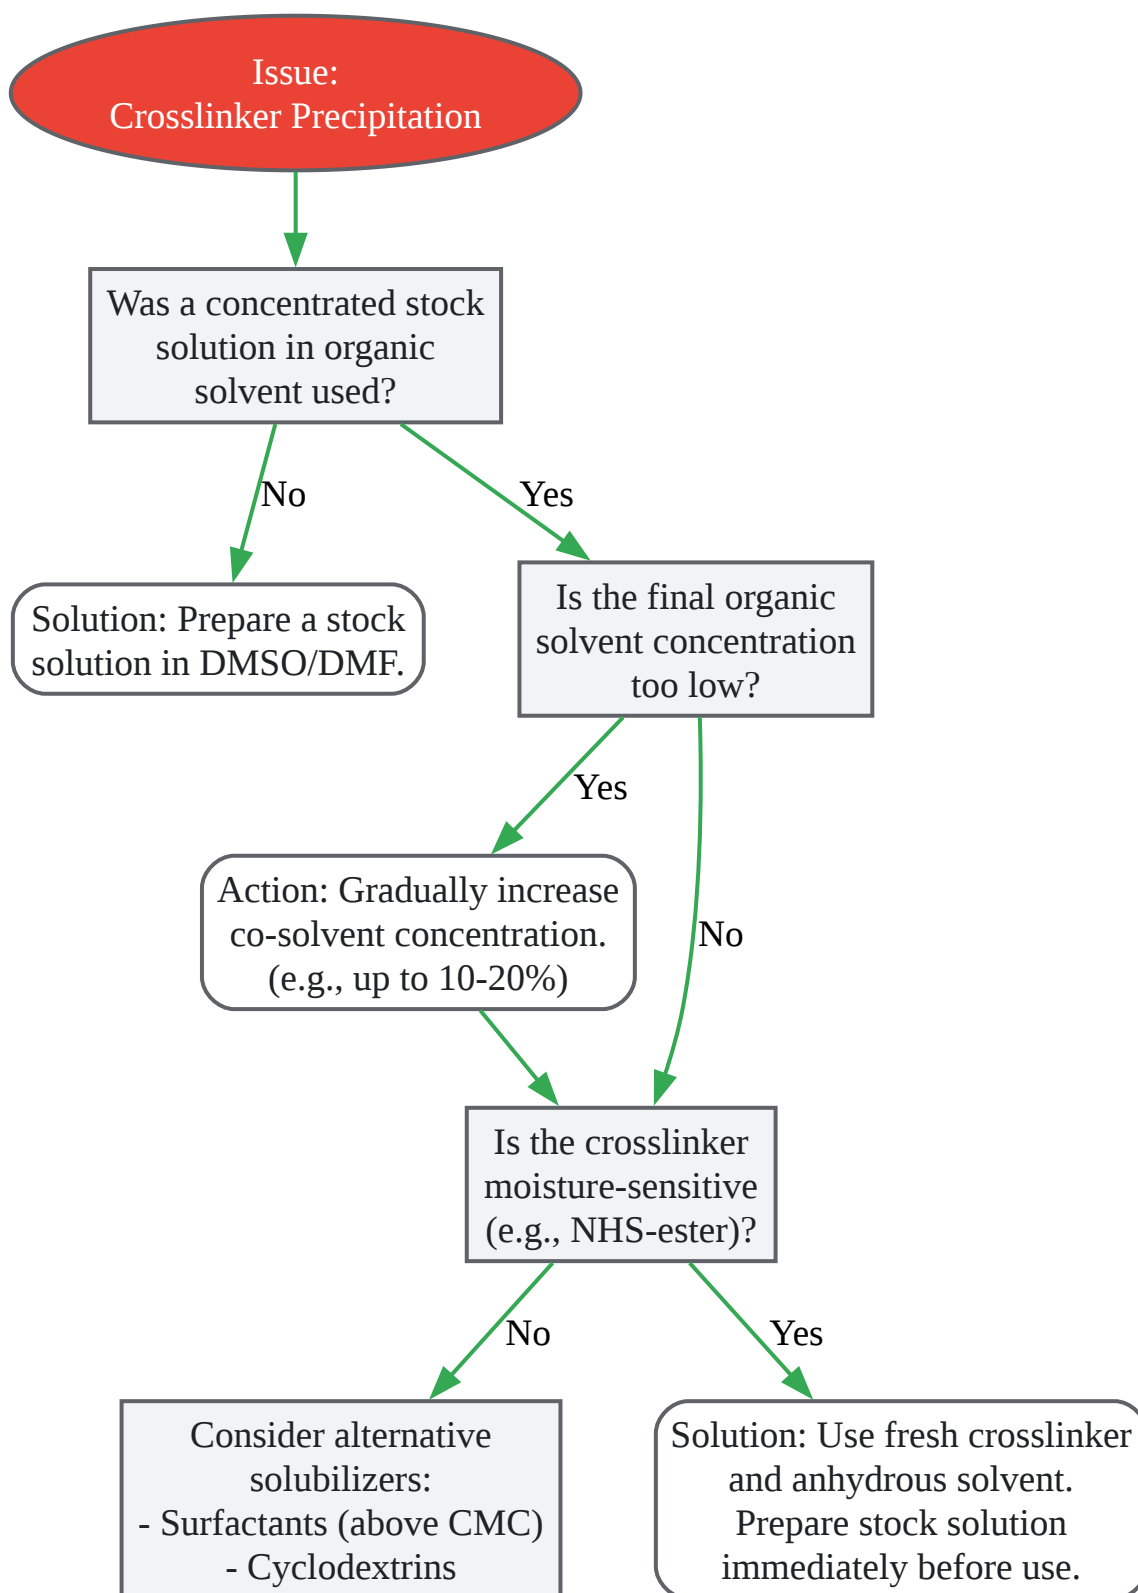 Issue:
Crosslinker Precipitation
Was a concentrated stock
solution in organic
solvent used?
No
Yes
Solution: Prepare a stock
solution in DMSO/DMF.
Is the final organic
solvent concentration
too low?
Yes
Action: Gradually increase
co-solvent concentration.
(e.g., up to 10-20%)
No
Is the crosslinker
moisture-sensitive
(e.g., NHS-ester)?
No
Yes
Consider alternative
solubilizers:
- Surfactants (above CMC)
- Cyclodextrins
Solution: Use fresh crosslinker
and anhydrous solvent.
Prepare stock solution
immediately before use.